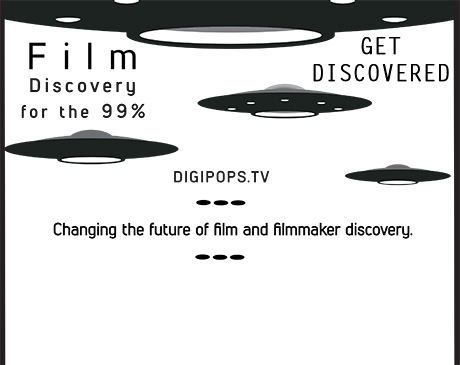 Film
Discovery
for the 99%
GET
DISCOVERED
DIGIPOPS.TV
Changing the future of film and filmmaker discovery.